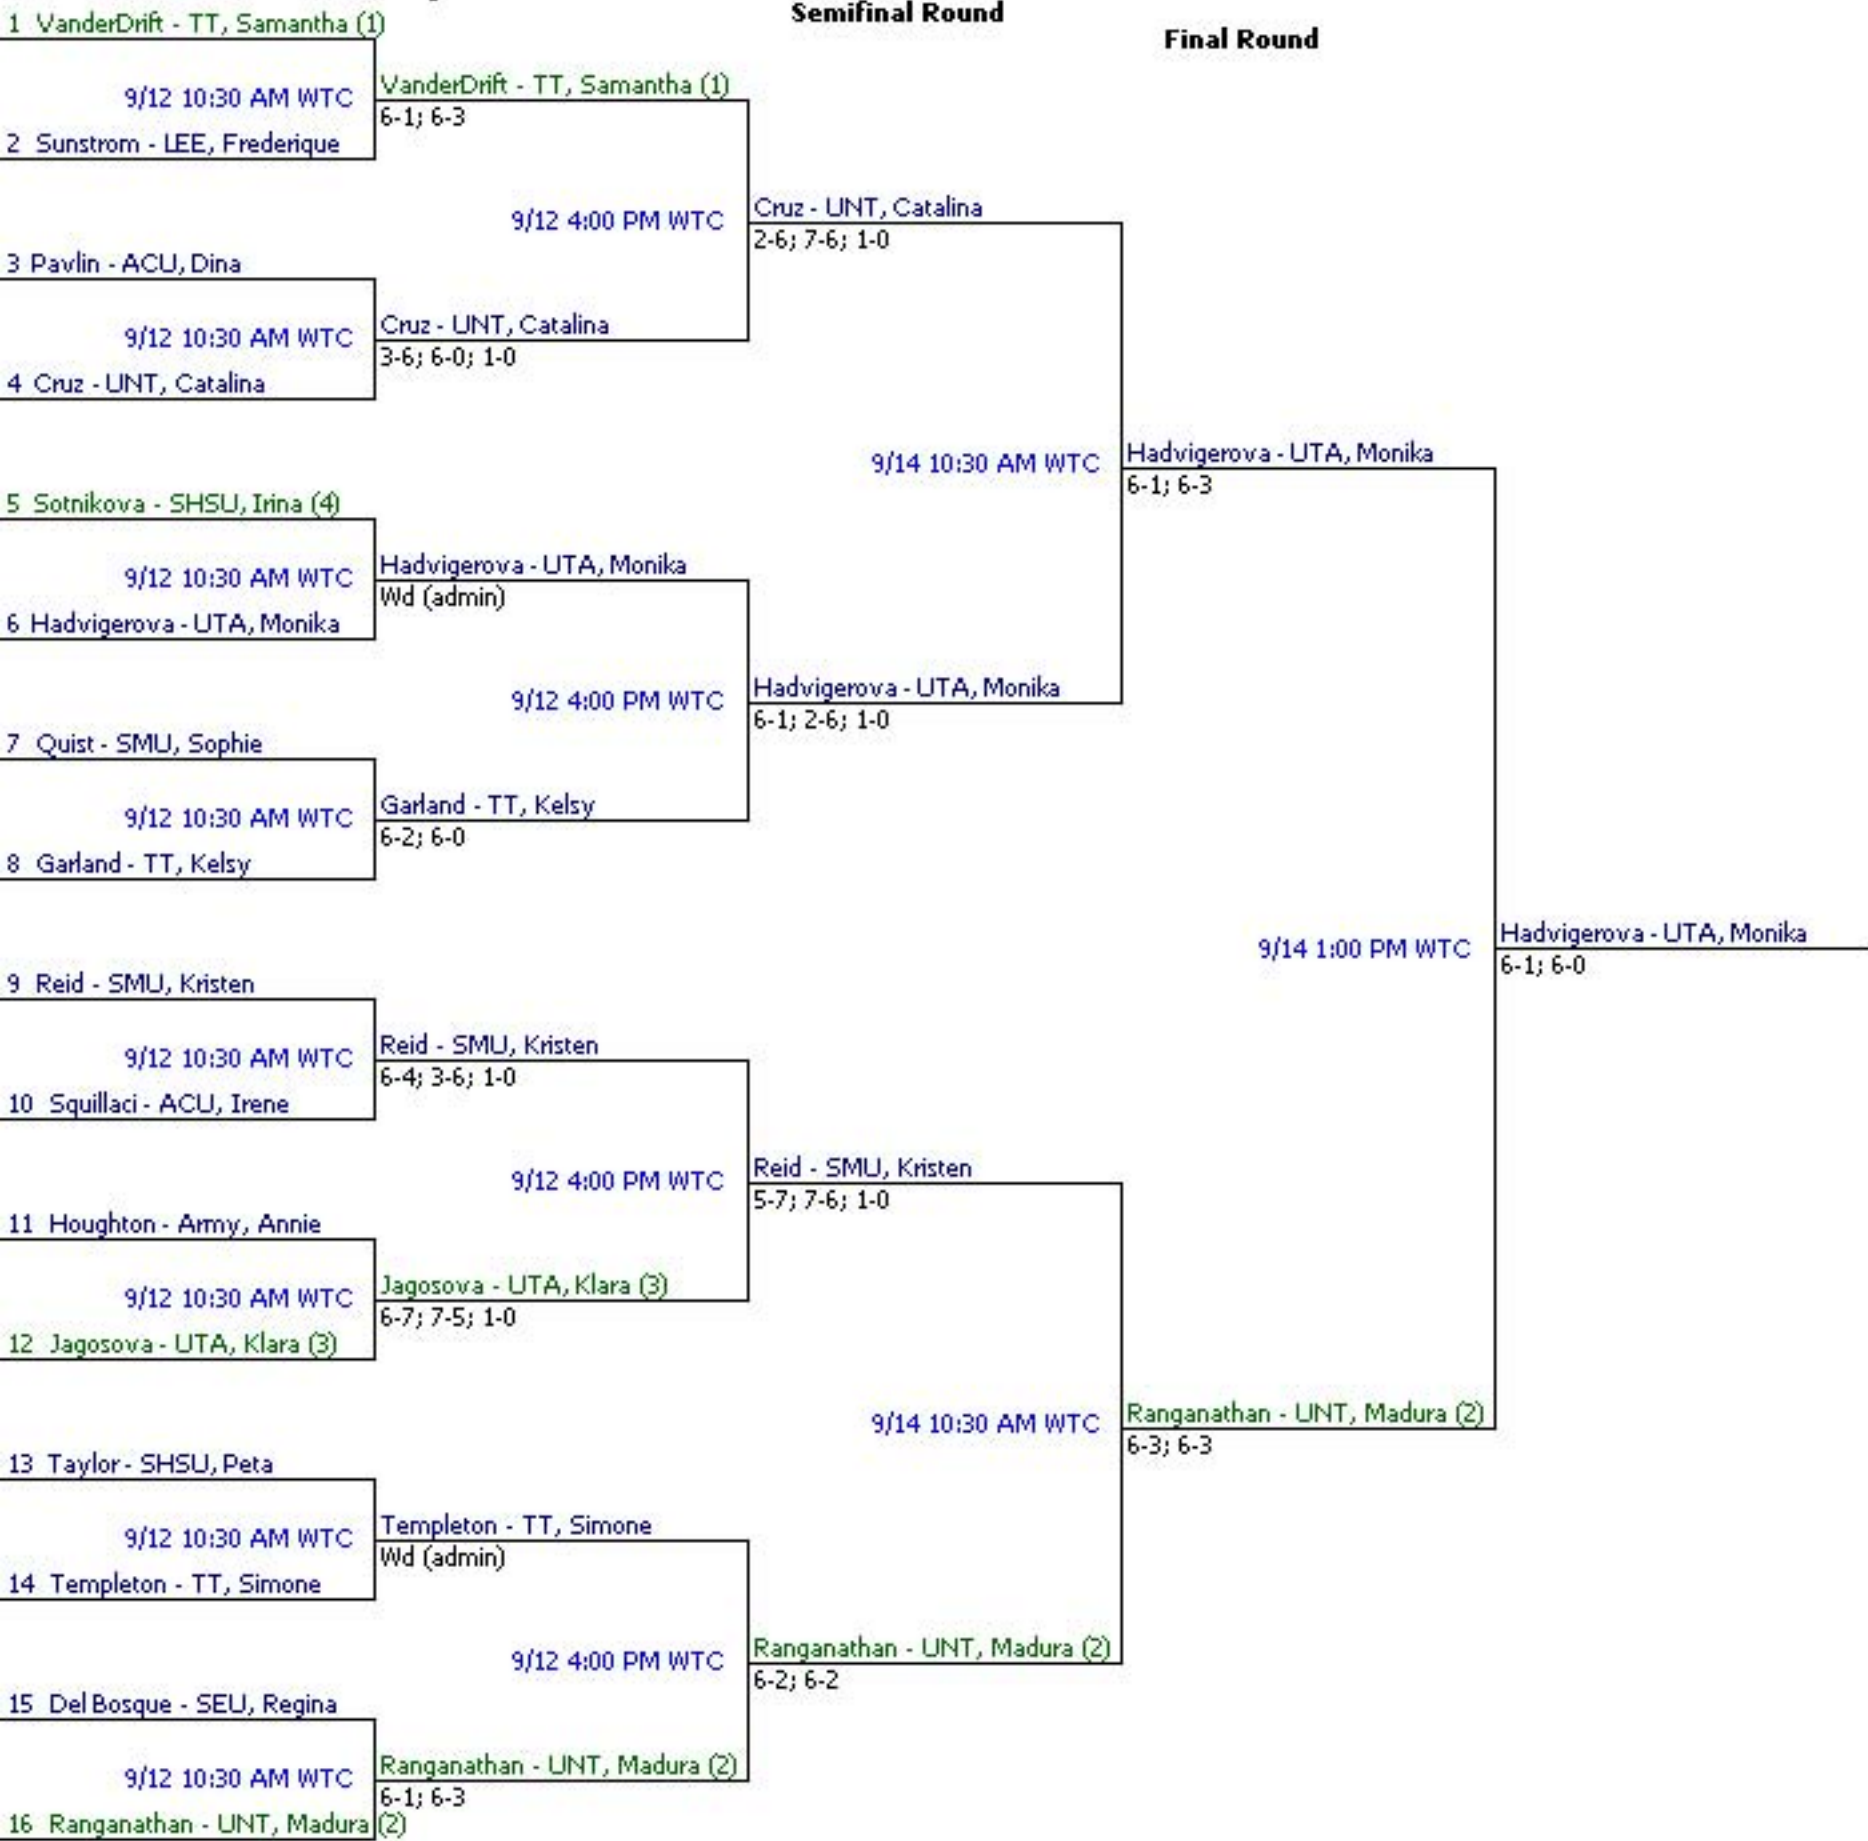 Semifinal Round
Final Round
1 VanderDrift - TT, Samantha (1)
9/12 10:30 AM WTC
2 Sunstrom - LEE, Frederique
VanderDrift - TT, Samantha (1)
6-1; 6-3
9/12 4:00 PM WTC
Cruz - UNT, Catalina
2-6; 7-6; 1-0
3 Pavlin - ACU, Dina
9/12 10:30 AM WTC
4 Cruz - UNT, Catalina
Cruz - UNT, Catalina
3-6; 6-0; 1-0
9/14 10:30 AM WTC
Hadvigerova - UTA, Monika
6-1; 6-3
5 Sotnikova - SHSU, Irina (4)
9/12 10:30 AM WTC
6 Hadvigerova - UTA, Monika
Hadvigerova - UTA, Monika
Wd (admin)
9/12 4:00 PM WTC
Hadvigerova - UTA, Monika
6-1; 2-6; 1-0
7 Quist - SMU, Sophie
9/12 10:30 AM WTC
8 Garland - TT, Kelsy
Garland - TT, Kelsy
6-2; 6-0
9/14 1:00 PM WTC
Hadvigerova - UTA, Monika
6-1; 6-0
9 Reid - SMU, Kristen
9/12 10:30 AM WTC
10 Squillaci - ACU, Irene
Reid - SMU, Kristen
6-4; 3-6; 1-0
9/12 4:00 PM WTC
Reid - SMU, Kristen
5-7; 7-6; 1-0
11 Houghton - Army, Annie
9/12 10:30 AM WTC
12 Jagosova - UTA, Klara (3)
Jagosova - UTA, Klara (3)
6-7; 7-5; 1-0
9/14 10:30 AM WTC
Ranganathan - UNT, Madura (2)
6-3; 6-3
13 Taylor - SHSU, Peta
9/12 10:30 AM WTC
14 Templeton - TT, Simone
Templeton - TT, Simone
Wd (admin)
9/12 4:00 PM WTC
Ranganathan - UNT, Madura (2)
6-2; 6-2
15 Del Bosque - SEU, Regina
9/12 10:30 AM WTC
16 Ranganathan - UNT, Madura (2)
Ranganathan - UNT, Madura (2)
6-1; 6-3